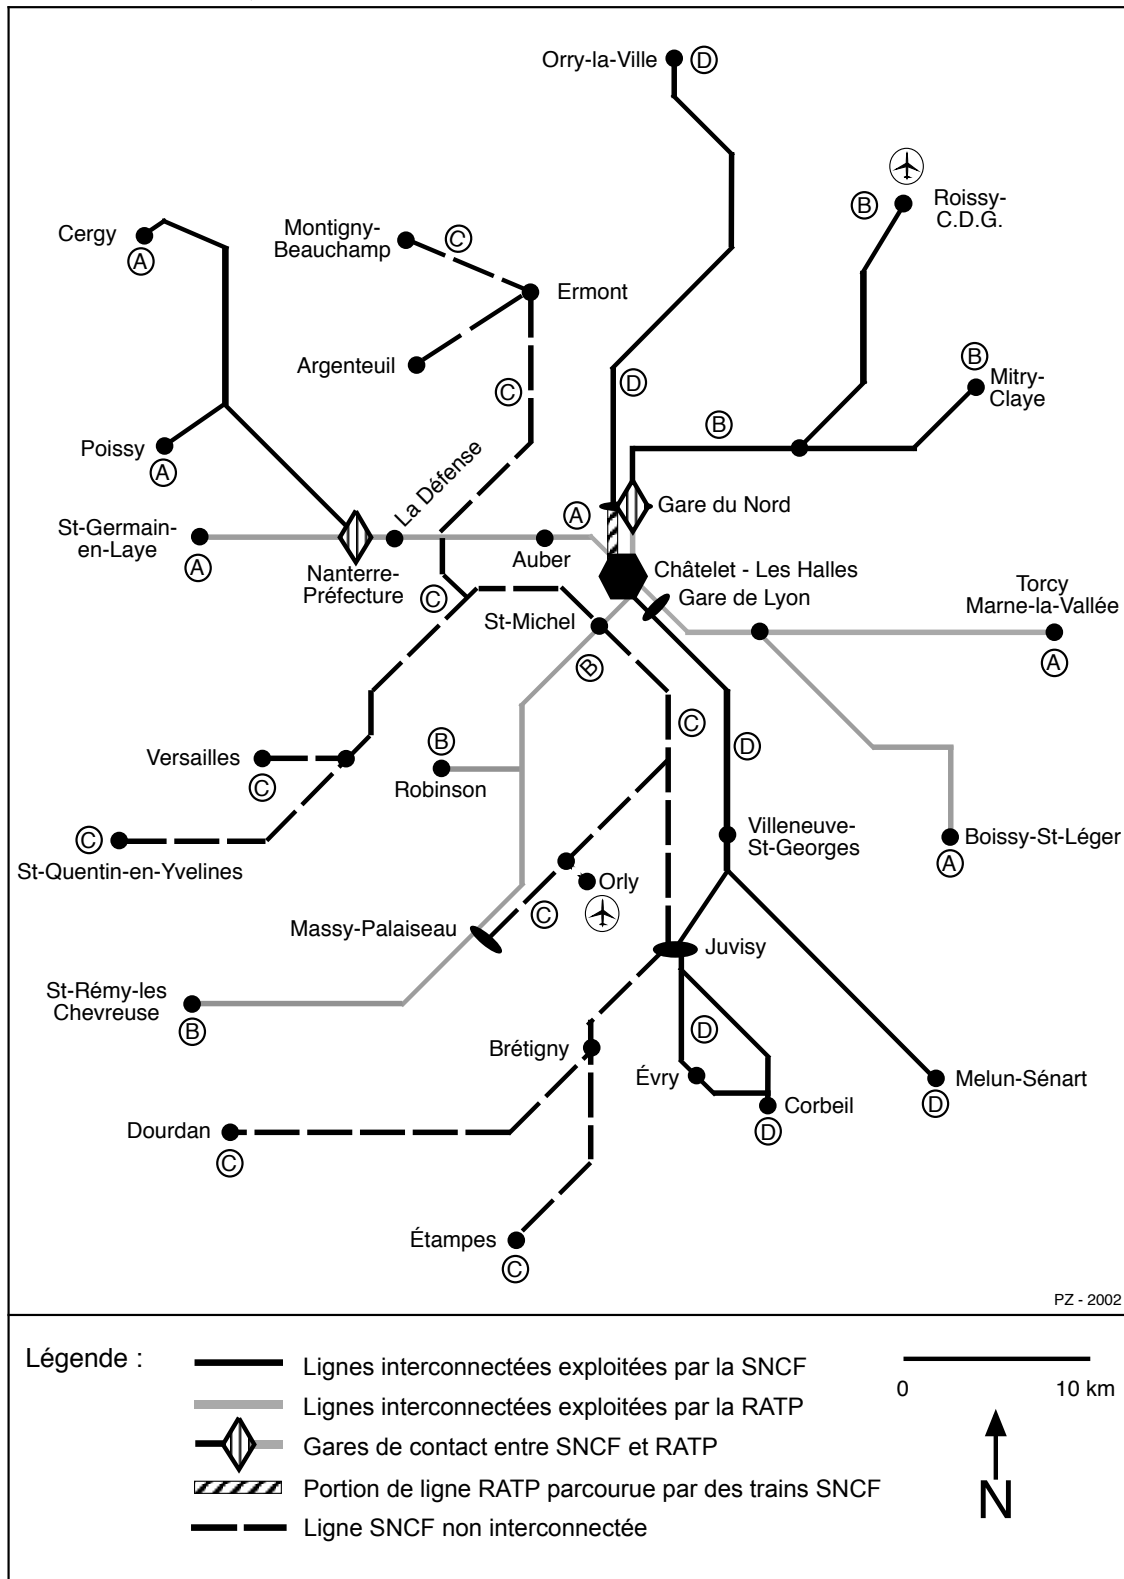 Orry-la-Ville
D
Roissy-
C.D.G.
B
Cergy
A
Montigny-
Beauchamp
C
Ermont
Argenteuil
C
D
B
Mitry-
Claye
B
Poissy
A
La Défense
St-Germain-
en-Laye
A
Nanterre-
Préfecture
Auber
A
Gare du Nord
Châtelet - Les Halles
Gare de Lyon
C
St-Michel
B
Torcy
Marne-la-Vallée
A
C
D
Versailles
C
B
Robinson
C
St-Quentin-en-Yvelines
Villeneuve-
St-Georges
Boissy-St-Léger
A
Orly
C
Massy-Palaiseau
Juvisy
St-Rémy-les
Chevreuse
B
D
Brétigny
Évry
Corbeil
D
Melun-Sénart
D
Dourdan
C
Étampes
C
PZ - 2002
Légende :
Lignes interconnectées exploitées par la SNCF
Lignes interconnectées exploitées par la RATP
Gares de contact entre SNCF et RATP
Portion de ligne RATP parcourue par des trains SNCF
Ligne SNCF non interconnectée
0 10 km
N